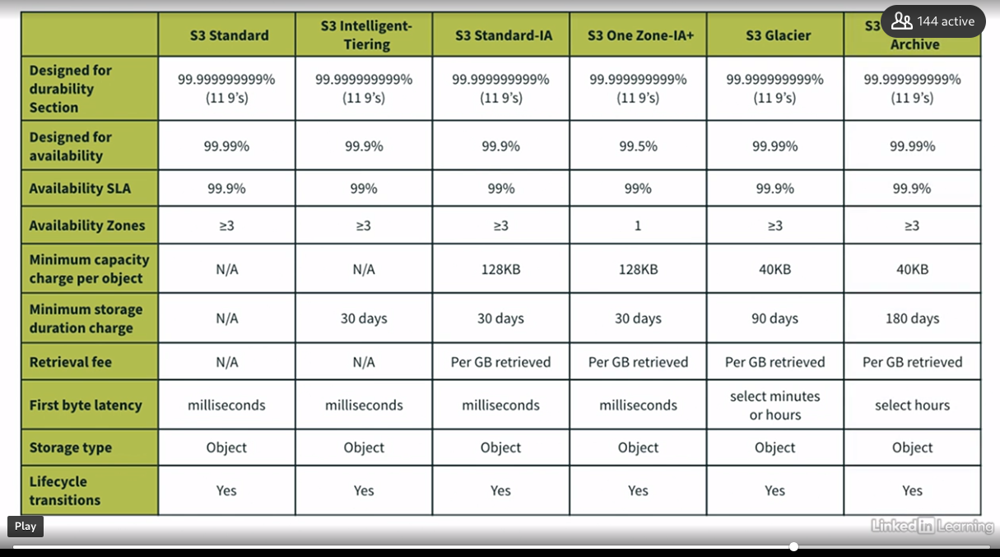 144 active
S3 Standard
S3 Intelligent-
Tiering
S3 Standard-IA
S3 One Zone-IA+
S3 Glacier
S3
Archive
Designed for
durability
Section
99.999999999%
(11 9's)
99.999999999%
(11 9's)
99.999999999%
(11 9's)
99.999999999%
(11 9's)
99.999999999%
(11 9's)
99.999999999%
(11 9's)
Designed for
availability
99.99%
99.9%
99.9%
99.5%
99.99%
99.99%
Availability SLA
99.9%
99%
99%
99%
99.9%
99.9%
Availability Zones
≥3
≥3
≥3
1
≥3
≥3
Minimum capacity
charge per object
N/A
N/A
128KB
128KB
40KB
40KB
Minimum storage
duration charge
N/A
30 days
30 days
30 days
90 days
180 days
Retrieval fee
N/A
N/A
Per GB retrieved
Per GB retrieved
Per GB retrieved
Per GB retrieved
First byte latency
milliseconds
milliseconds
milliseconds
milliseconds
select minutes
or hours
select hours
Storage type
Object
Object
Object
Object
Object
Object
Lifecycle
transitions
Yes
Yes
Yes
Yes
Yes
Yes
Play
Linked in Learning